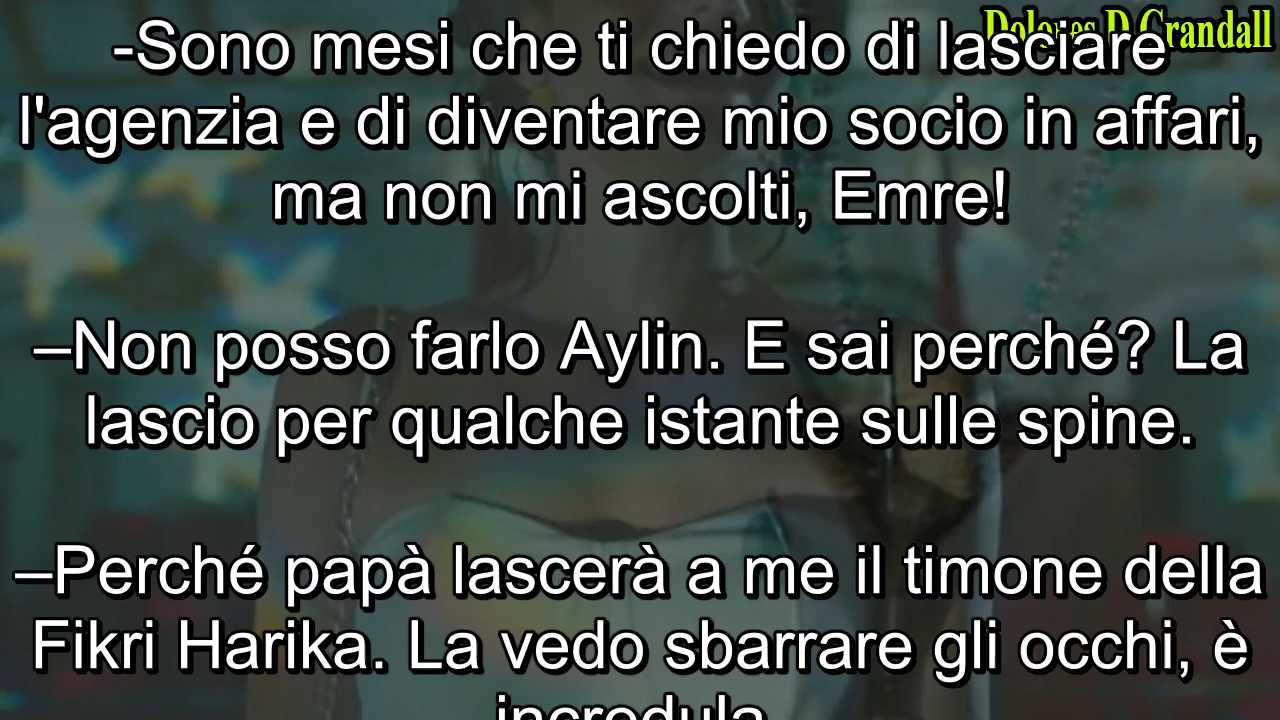 Dolores D Grandall
-Sono mesi che ti chiedo di lasciare
l'agenzia e di diventare mio socio in affari,
ma non mi ascolti, Emre!
–Non posso farlo Aylin. E sai perché? La
lascio per qualche istante sulle spine.
–Perché papà lascerà a me il timone della
Fikri Harika. La vedo sbarrare gli occhi, è
incredula